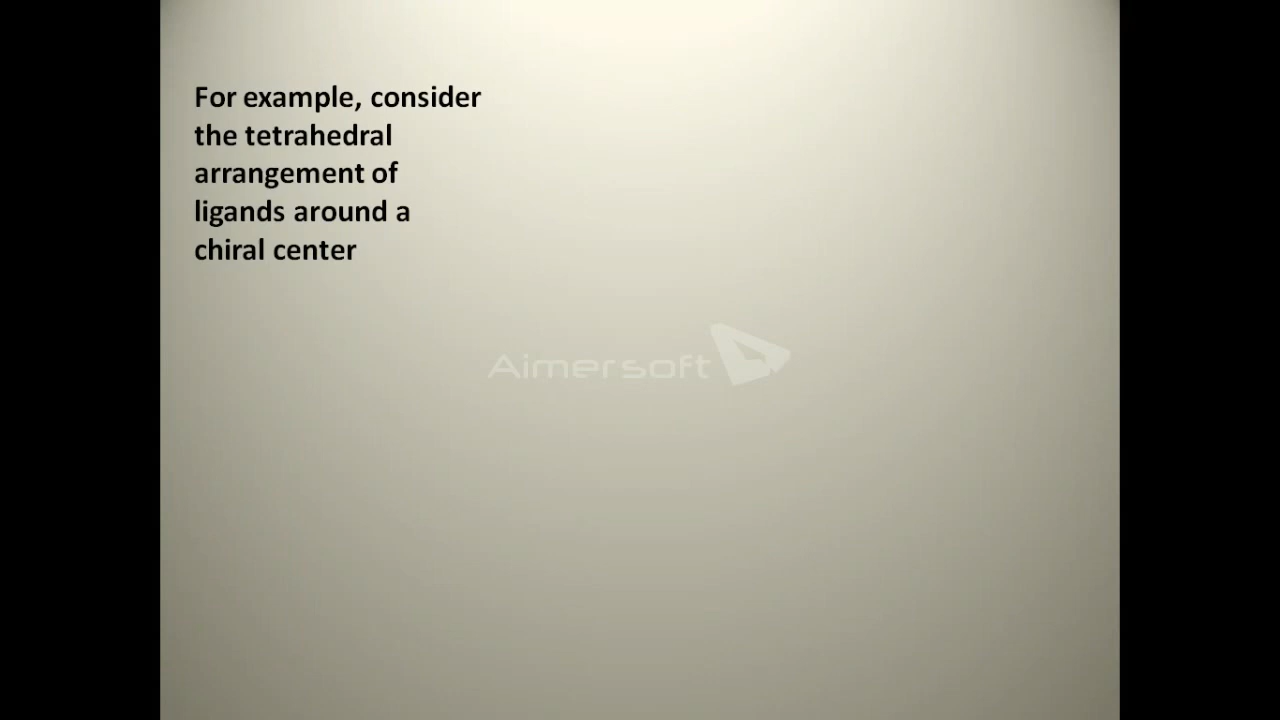 For example, consider
the tetrahedral
arrangement of
ligands around a
chiral center
Aimersoft